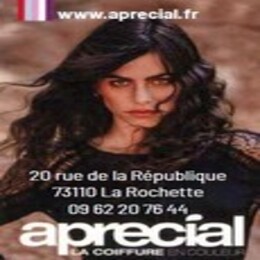 www.aprecial.fr
20 rue de la République
73110 La Rochette
09 62 20 76 44
aprecial
LA COIFFURE EN COULEUR